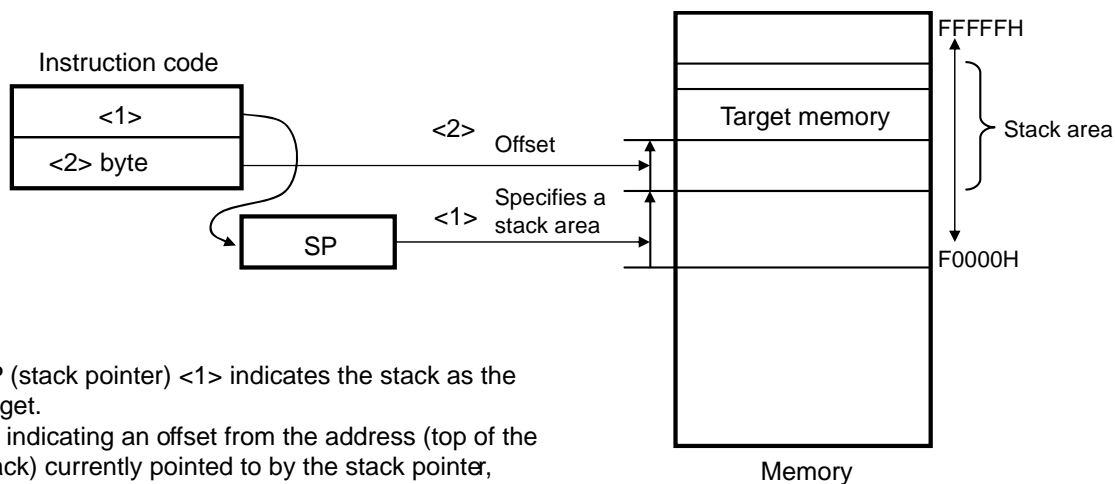 FFFFFH
Instruction code
<1>
<2> byte
<2>
Offset
Target memory
Stack area
Specifies a
stack area
<1>
SP
F0000H
(stack pointer) <1> indicates the stack as the
indicating an offset from the address (top of the
currently pointed to by the stack pointer,
Memory